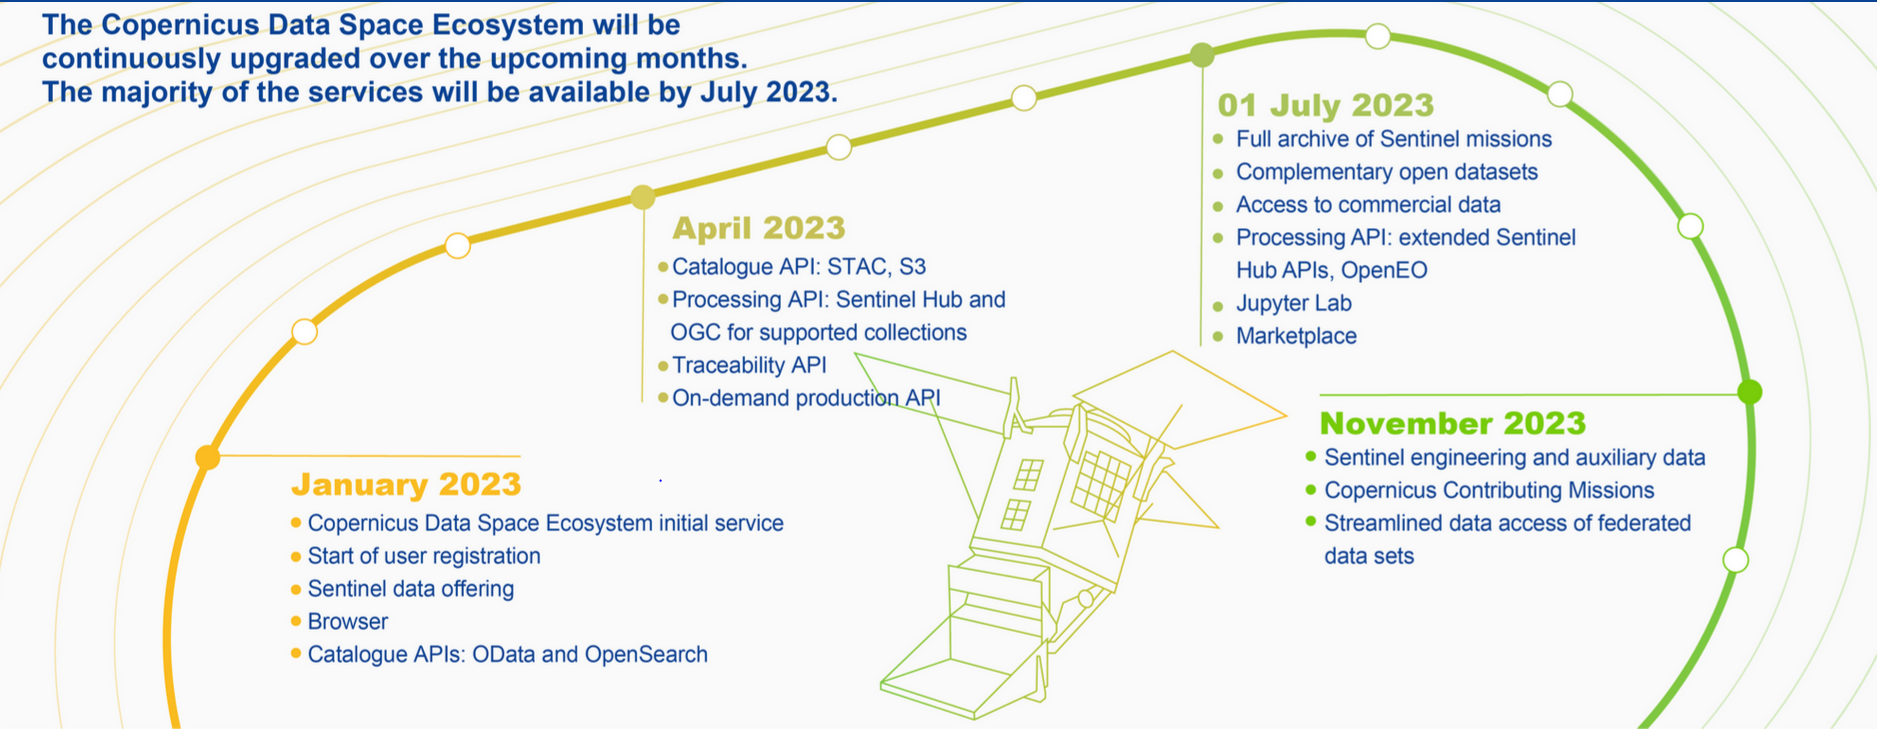 The Copernicus Data Space Ecosystem will be
continuously upgraded over the upcoming months.
The majority of the services will be available by July 2023.
January 2023
Copernicus Data Space Ecosystem initial service
Start of user registration
Sentinel data offering
Browser
Catalogue APIs: OData and OpenSearch
April 2023
Catalogue API: STAC, S3
Processing API: Sentinel Hub and
OGC for supported collections
Traceability API
On-demand production API
01 July 2023
Full archive of Sentinel missions
Complementary open datasets
Access to commercial data
Processing API: extended Sentinel
Hub APIs, OpenEO
Jupyter Lab
Marketplace
November 2023
Sentinel engineering and auxiliary data
Copernicus Contributing Missions
Streamlined data access of federated
data sets